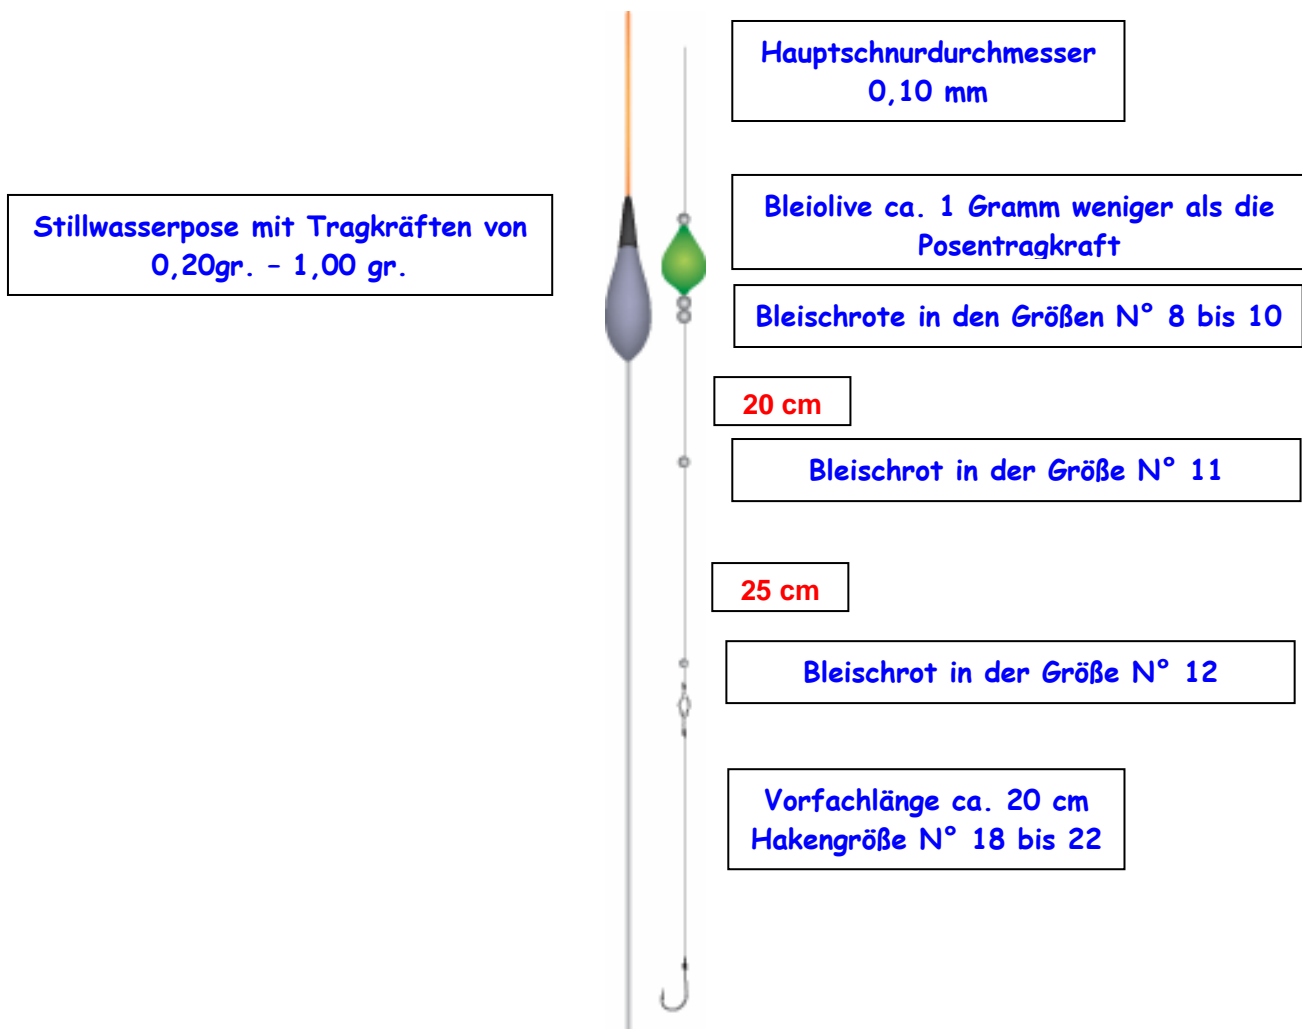 Hauptschnurdurchmesser
0,10 mm
Stillwasserpose mit Tragkräften von
0,20gr. – 1,00 gr.
Bleiolive ca. 1 Gramm weniger als die
Posentragkraft
Bleischrote in den Größen N° 8 bis 10
20 cm
Bleischrot in der Größe N° 11
25 cm
Bleischrot in der Größe N° 12
Vorfachlänge ca. 20 cm
Hakengröße N° 18 bis 22